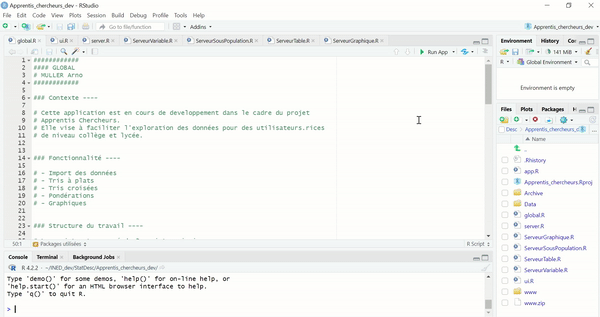 Apprentis_chercheurs_dev - RStudio
File Edit Code View Plots Session Build Debug Profile Tools Help
Go to file/function
Addins
Apprentis_chercheurs_dev
global.R
ui.R
server.R
ServeurVariable.R
ServeurSousPopulation.R
ServeurTable.R
ServeurGraphique.R
Run App
1 ############
2 #### GLOBAL
3 # MULLER Arno
4 ############
5
6 ### Contexte ----
7
8 # Cette application est en cours de developpement dans le cadre du projet
9 # Apprentis Chercheurs.
10 # Elle vise à faciliter l'exploration des données pour des utilisateurs.rices
11 # de niveau collège et lycée.
12
13
14 ### Fonctionnalité ----
15
16 # - Import des données
17 # - Tris à plats
18 # - Tris croisées
19 # - Pondérations
20 # - Graphiques
21
22
23 ### Structure du travail ----
24
50:1 Packages utilisées R Script
Console Terminal Background Jobs
R 4.2.2 · ~/INED_dev/StatDesc/Apprentis_chercheurs_dev/
Type 'demo()' for some demos, 'help()' for on-line help, or
'help.start()' for an HTML browser interface to help.
Type 'q()' to quit R.
>
Environment History Co
141 MiB
R Global Environment
Environment is empty
Files Plots Packages H
Desc Apprentis_chercheurs_d
Name
..
.Rhistory
app.R
Apprentis_chercheurs.Rproj
Archive
Data
global.R
server.R
ServeurGraphique.R
ServeurSousPopulation.R
ServeurTable.R
ServeurVariable.R
ui.R
www
www.zip